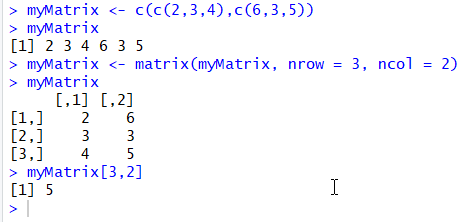 > myMatrix <- c(c(2,3,4),c(6,3,5))
> myMatrix
[1] 2 3 4 6 3 5
> myMatrix <- matrix(myMatrix, nrow = 3, ncol = 2)
> myMatrix
     [,1] [,2]
[1,]    2    6
[2,]    3    3
[3,]    4    5
> myMatrix[3,2]
[1] 5
>